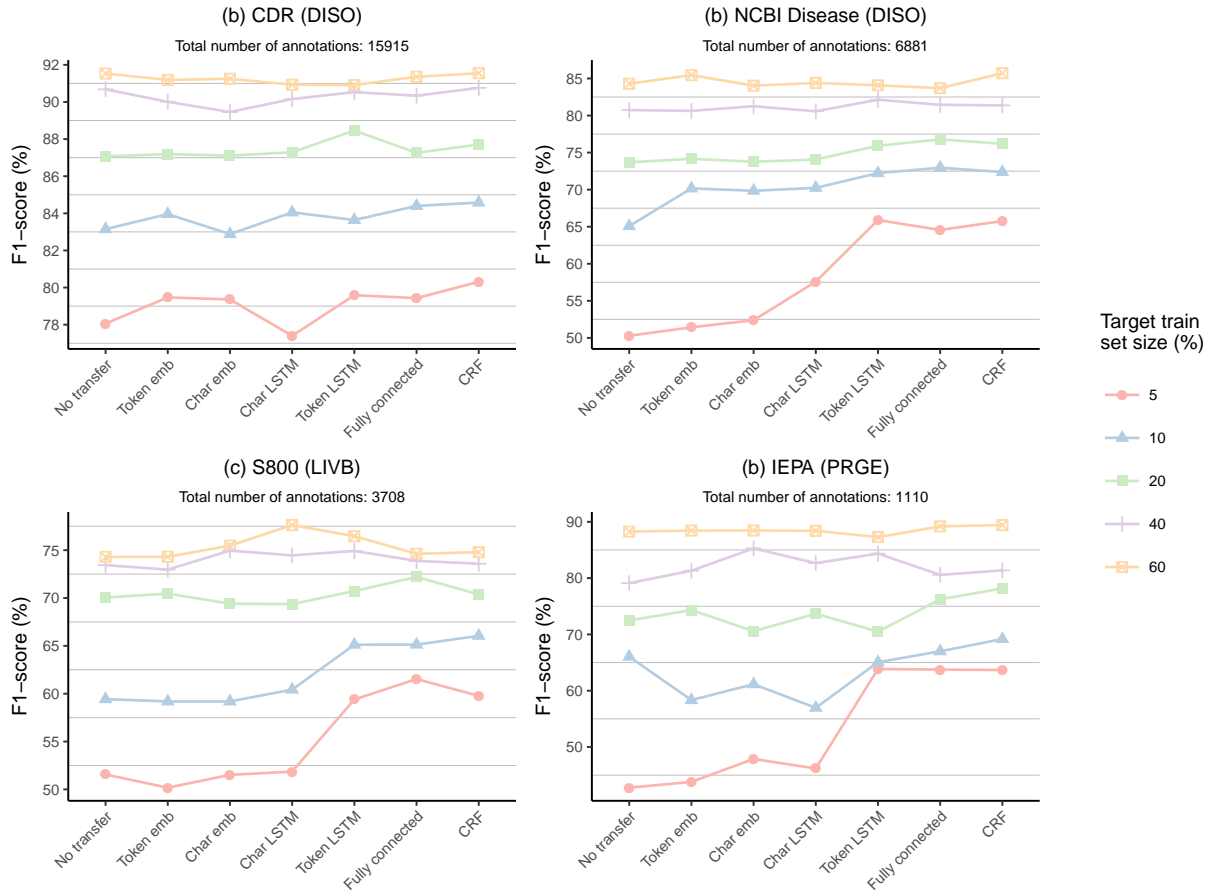 (b) CDR (DISO)
Total number of annotations: 15915
F1−score (%)
92
90
88
86
84
82
80
78
No transfer
Token emb
Char emb
Char LSTM
Token LSTM
Fully connected
CRF
(b) NCBI Disease (DISO)
Total number of annotations: 6881
F1−score (%)
85
80
75
70
65
60
55
50
No transfer
Token emb
Char emb
Char LSTM
Token LSTM
Fully connected
CRF
(c) S800 (LIVB)
Total number of annotations: 3708
F1−score (%)
75
70
65
60
55
50
No transfer
Token emb
Char emb
Char LSTM
Token LSTM
Fully connected
CRF
(b) IEPA (PRGE)
Total number of annotations: 1110
F1−score (%)
90
80
70
60
50
No transfer
Token emb
Char emb
Char LSTM
Token LSTM
Fully connected
CRF
Target train
set size (%)
5
10
20
40
60